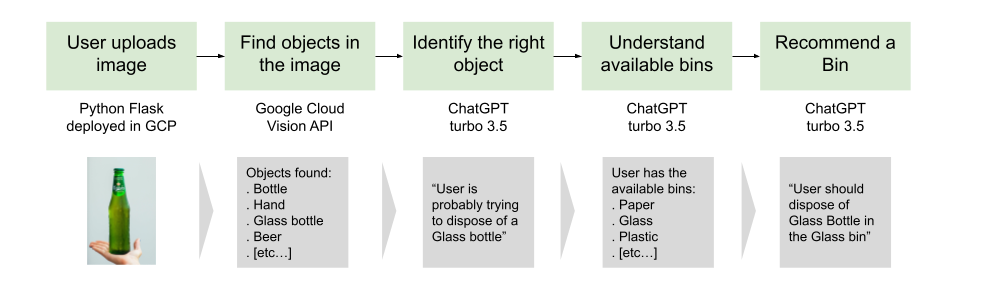 User uploads
image
Find objects in
the image
Identify the right
object
Understand
available bins
Recommend a
Bin
Python Flask
deployed in GCP
Google Cloud
Vision API
ChatGPT
turbo 3.5
ChatGPT
turbo 3.5
ChatGPT
turbo 3.5
Objects found:
. Bottle
. Hand
. Glass bottle
. Beer
. [etc…]
“User is
probably trying
to dispose of a
Glass bottle”
User has the
available bins:
. Paper
. Glass
. Plastic
. [etc…]
“User should
dispose of
Glass Bottle in
the Glass bin”